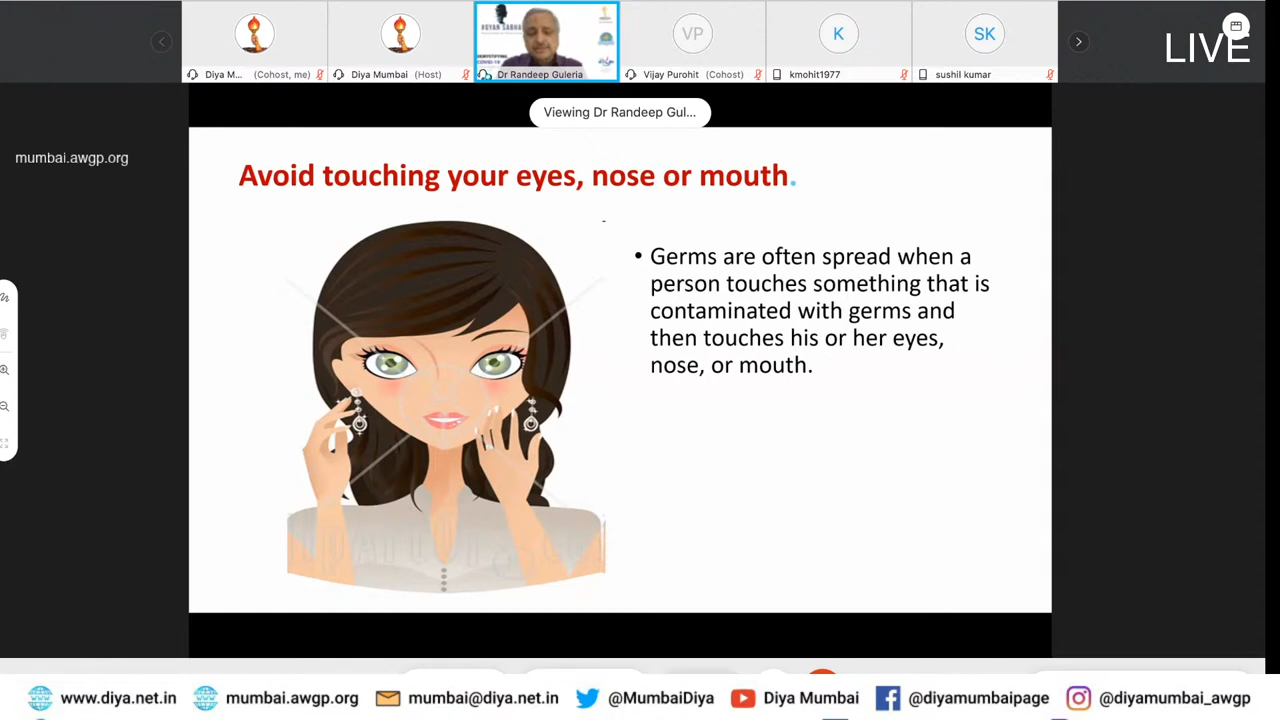 LIVE
Diya M... (Cohost, me)
Diya Mumbai (Host)
Dr Randeep Guleria
VP
Vijay Purohit (Cohost)
K
kmohit1977
SK
sushil kumar
Viewing Dr Randeep Gul...
mumbai.awgp.org
Avoid touching your eyes, nose or mouth.
• Germs are often spread when a
person touches something that is
contaminated with germs and
then touches his or her eyes,
nose, or mouth.
www.diya.net.in
mumbai.awgp.org
mumbai@diya.net.in
@MumbaiDiya
Diya Mumbai
@diyamumbaipage
@diyamumbai_awgp